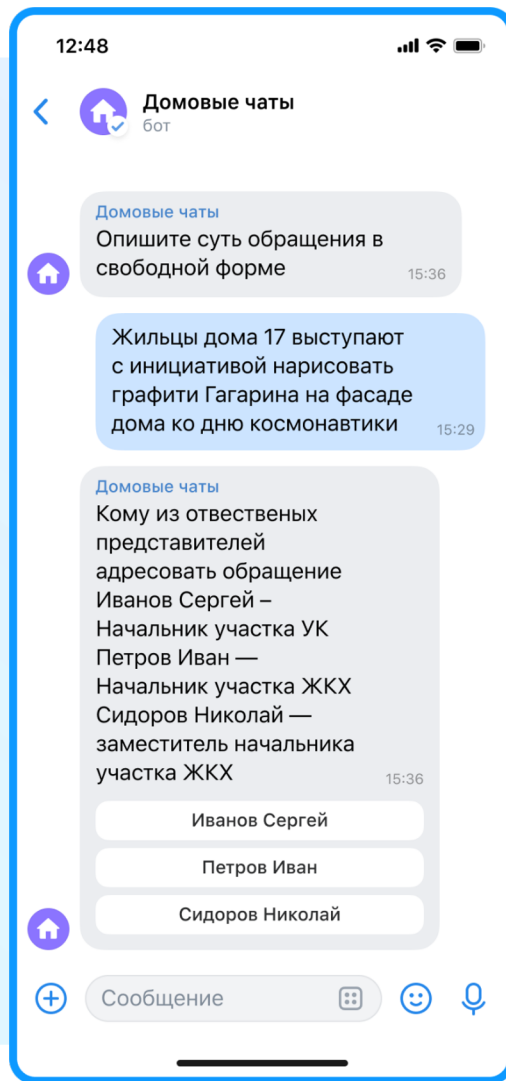 12:48
Домовые чаты
бот
Домовые чаты
Опишите суть обращения в
свободной форме
15:36
Жильцы дома 17 выступают
с инициативой нарисовать
графити Гагарина на фасаде
дома ко дню космонавтики
15:29
Домовые чаты
Кому из отвественых
представителей
адресовать обращение
Иванов Сергей –
Начальник участка УК
Петров Иван —
Начальник участка ЖКХ
Сидоров Николай —
заместитель начальника
участка ЖКХ
15:36
Иванов Сергей
Петров Иван
Сидоров Николай
Сообщение